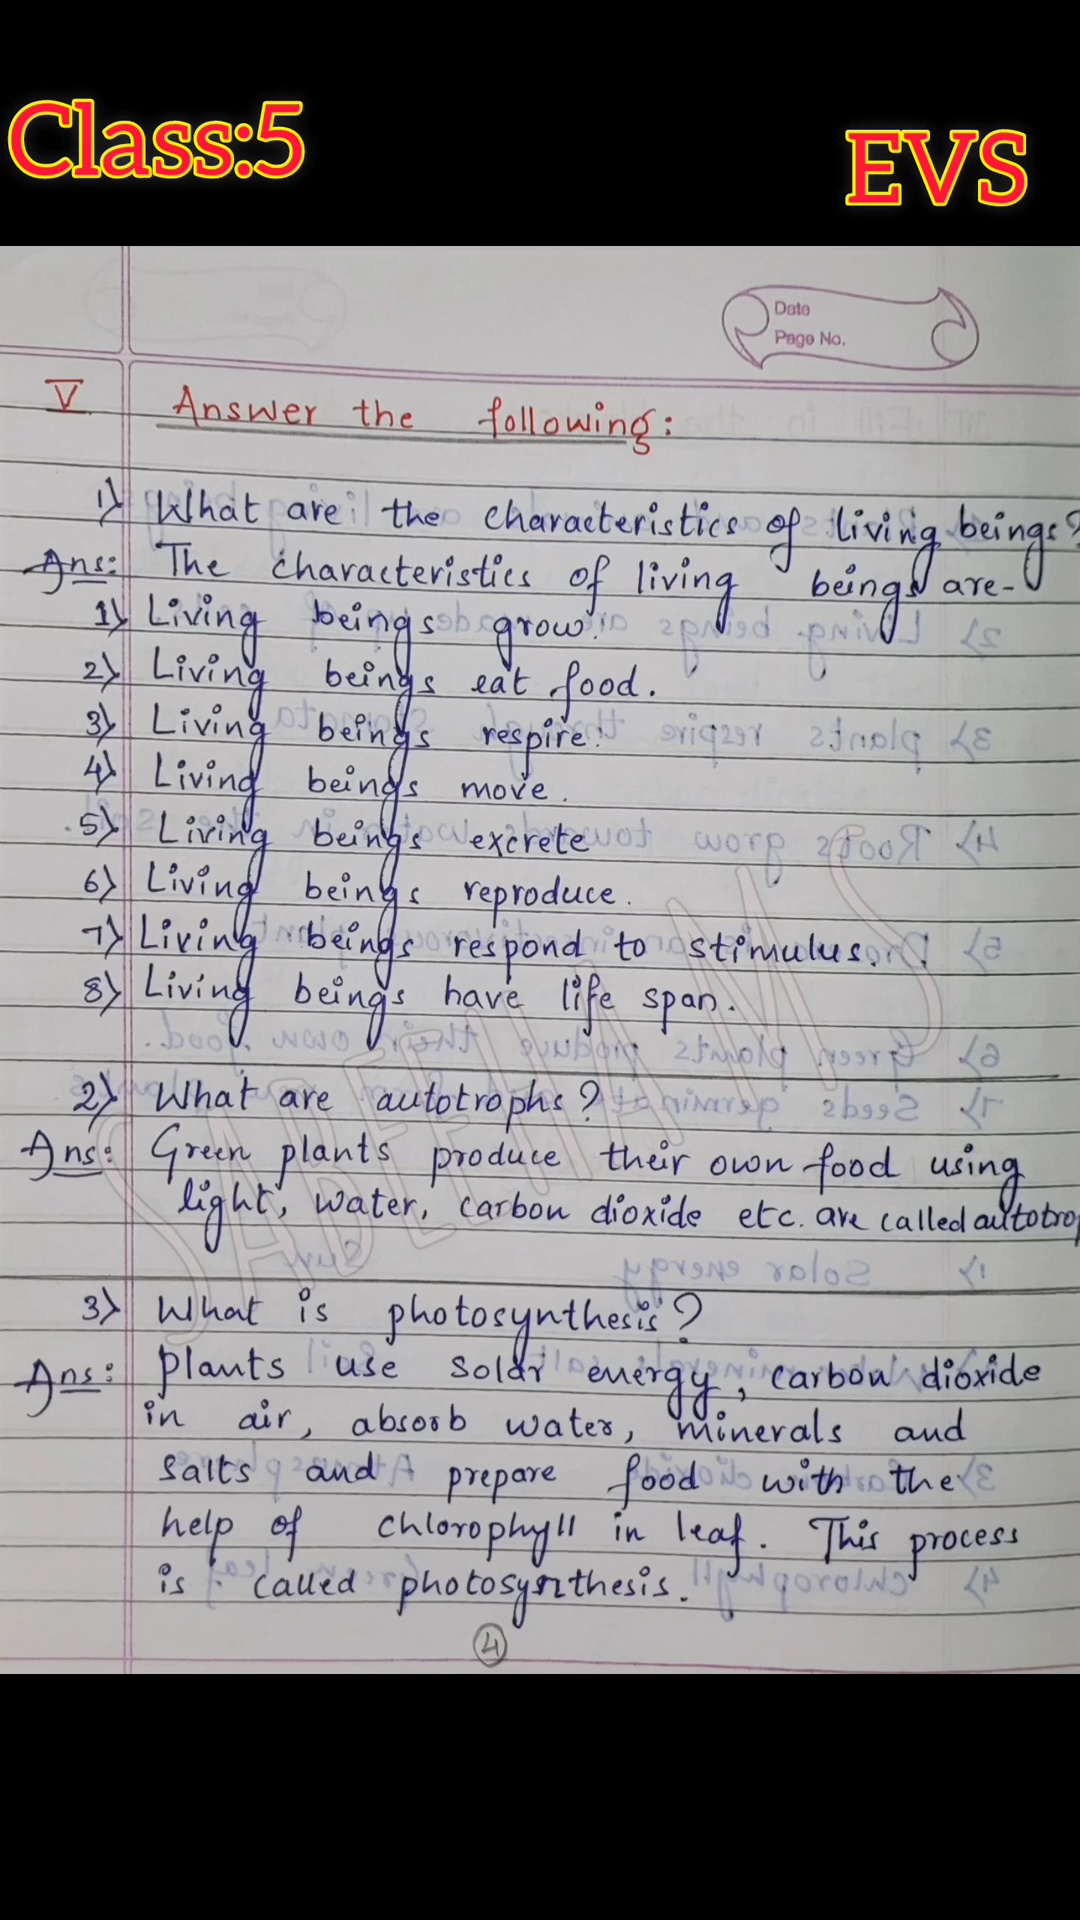 Class:5
EVS
Date
Page No.
V Answer the following:
1) What are the characteristics of living beings?
Ans: The characteristics of living beings are-
1) Living beings grow.
2) Living beings eat food.
3) Living beings respire.
4) Living beings move.
5) Living beings excrete
6) Living beings reproduce.
7) Living beings respond to stimulus.
8) Living beings have life span.
2) What are autotrophs?
Ans: Green plants produce their own food using
light, water, carbon dioxide etc. are called autotro
3) What is photosynthesis?
Ans: Plants use solar energy, carbon dioxide
in air, absorb water, minerals and
salts and prepare food with the
help of chlorophyll in leaf. This process
is called photosynthesis.
4